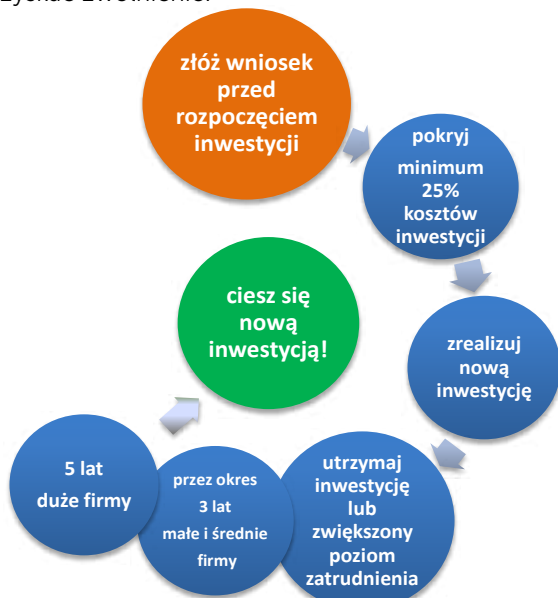 złóż wniosek
przed
rozpoczęciem
inwestycji
pokryj
minimum
25%
kosztów
inwestycji
zrealizuj
nową
inwestycję
utrzymaj
inwestycję
lub
zwiększony
poziom
zatrudnienia
przez okres
3 lat
małe i średnie
firmy
5 lat
duże firmy
ciesz się
nową
inwestycją!